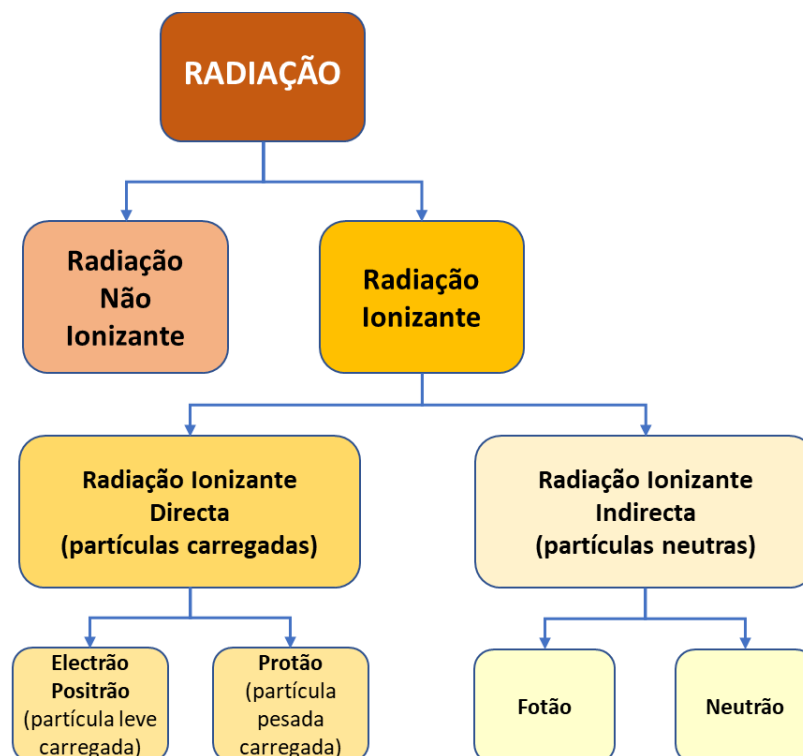 RADIAÇÃO
Radiação
Não
Ionizante
Radiação
Ionizante
Radiação Ionizante
Directa
(partículas carregadas)
Radiação Ionizante
Indirecta
(partículas neutras)
Electrão
Positrão
(partícula leve
carregada)
Protão
(partícula
pesada
carregada)
Fotão
Neutrão